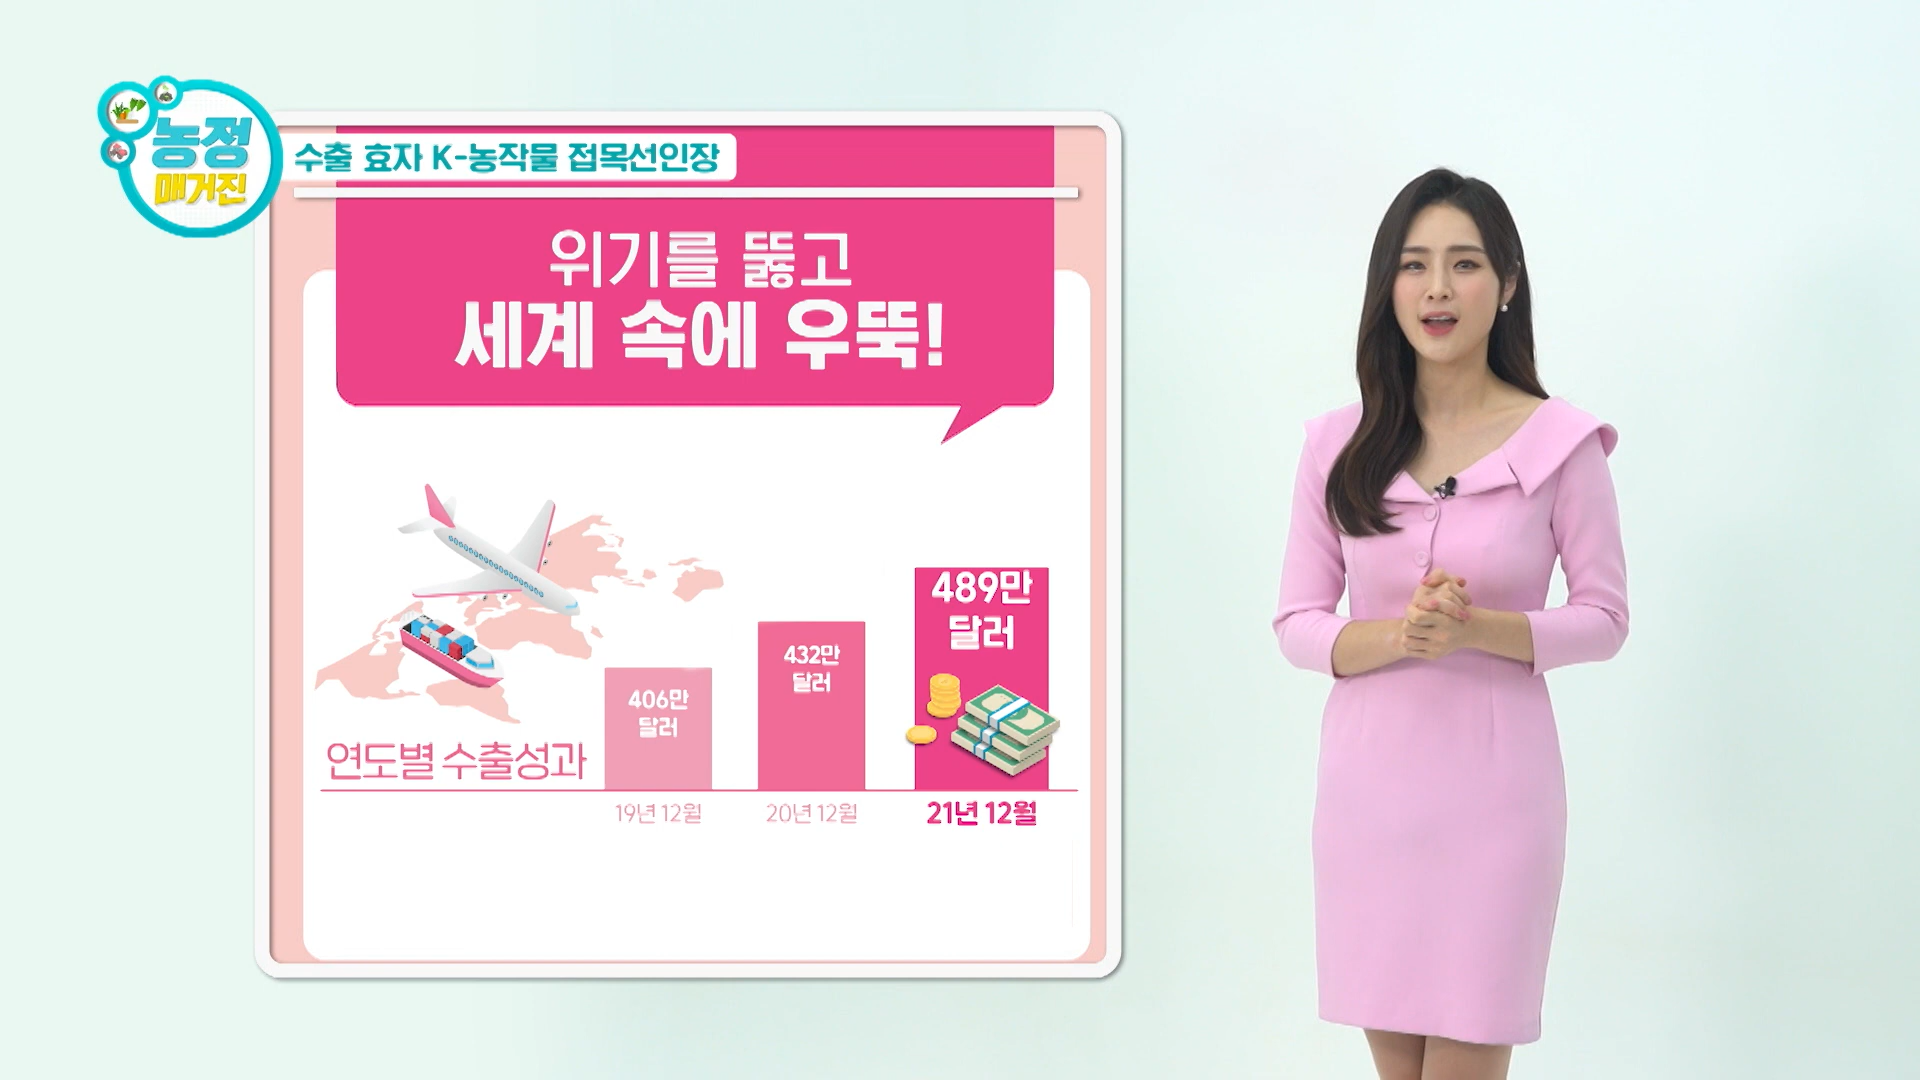 농정
매거진
수출 효자 K-농작물 접목선인장
위기를 뚫고
세계 속에 우뚝!
연도별 수출성과
406만
달러
432만
달러
489만
달러
19년 12월
20년 12월
21년 12월